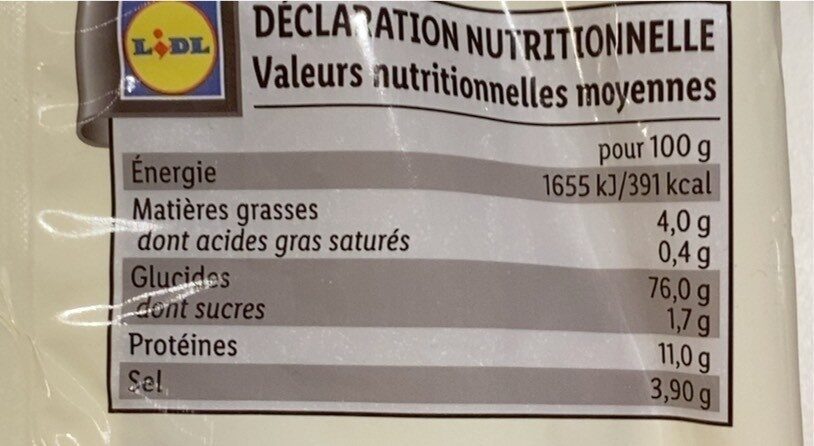 LIDL
DÉCLARATION NUTRITIONNELLE
Valeurs nutritionnelles moyennes
pour 100 g
Énergie 1655 kJ/391 kcal
Matières grasses 4,0 g
dont acides gras saturés 0,4 g
Glucides 76,0 g
dont sucres 1,7 g
Protéines 11,0 g
Sel 3,90 g